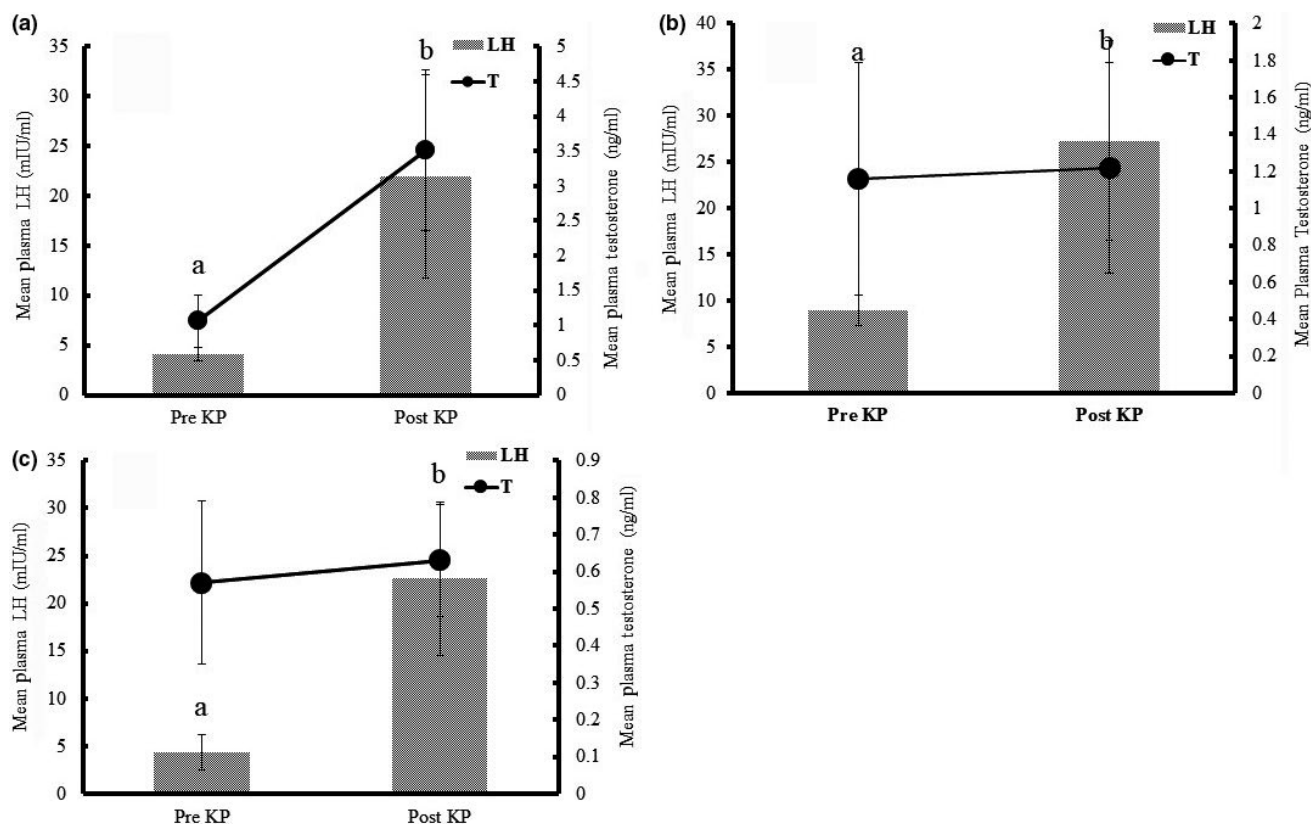 (a)
LH
T
35
30
25
20
15
10
5
0
Mean plasma LH (mIU/ml)
a
b
5
4.5
4
3.5
3
2.5
2
1.5
1
0.5
0
Mean plasma testosterone (ng/ml)
Pre KP
Post KP
(b)
LH
T
40
35
30
25
20
15
10
5
0
Mean plasma LH (mIU/ml)
a
b
2
1.8
1.6
1.4
1.2
1
0.8
0.6
0.4
0.2
0
Mean Plasma Testosterone (ng/ml)
Pre KP
Post KP
(c)
LH
T
35
30
25
20
15
10
5
0
Mean plasma LH (mIU/ml)
a
b
0.9
0.8
0.7
0.6
0.5
0.4
0.3
0.2
0.1
0
Mean plasma testosterone (ng/ml)
Pre KP
Post KP